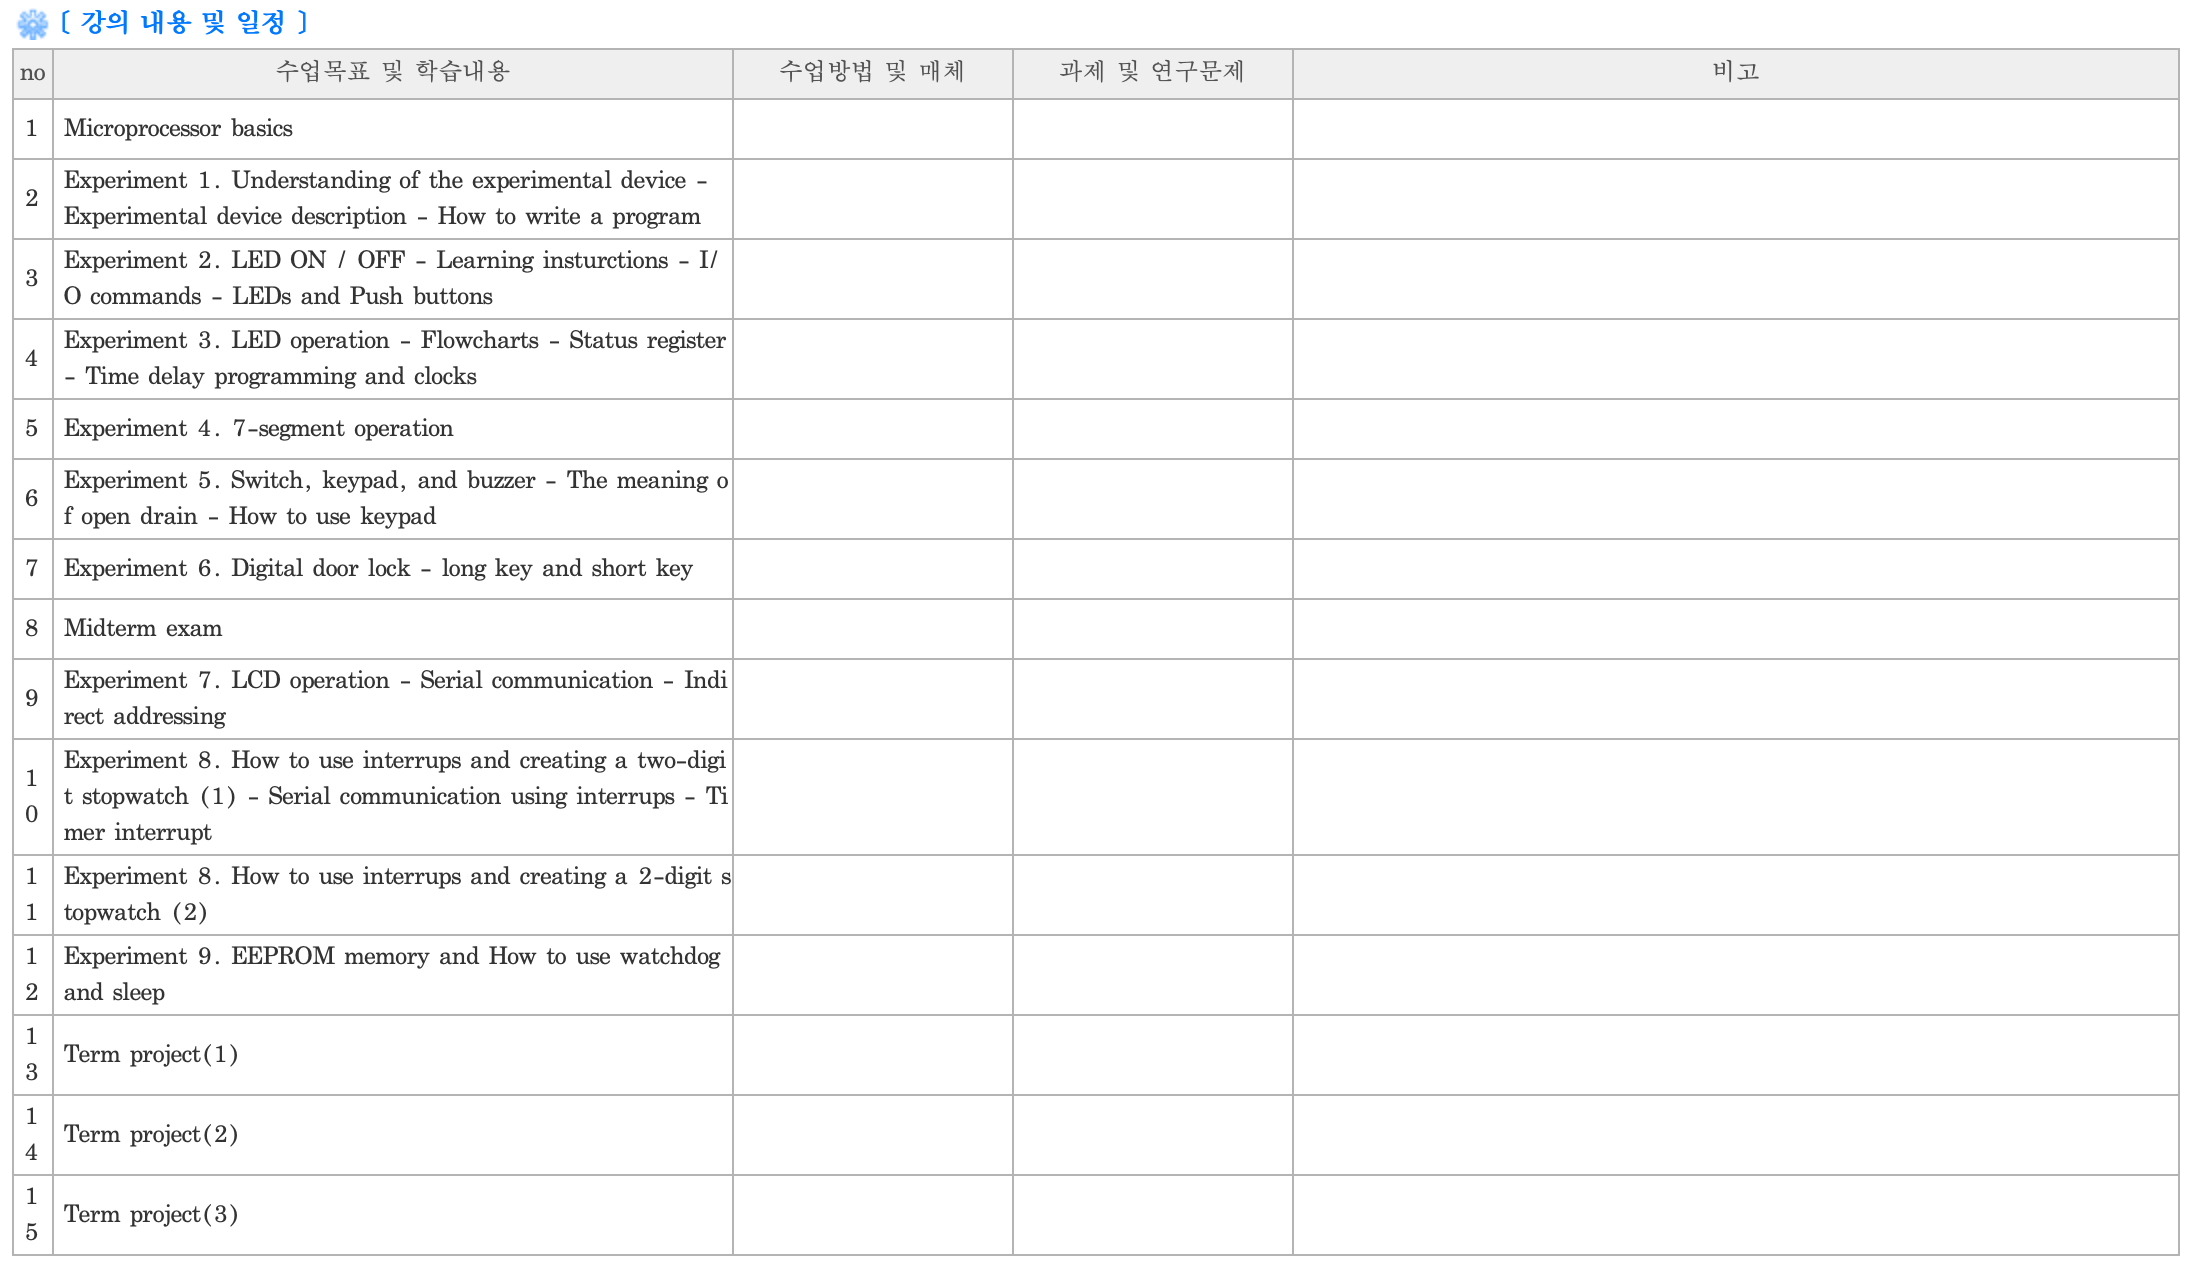 [ 강의 내용 및 일정 ]
no 수업목표 및 학습내용 수업방법 및 매체 과제 및 연구문제 비고
1 Microprocessor basics
2 Experiment 1. Understanding of the experimental device -
Experimental device description - How to write a program
3 Experiment 2. LED ON / OFF - Learning insturctions - I/
O commands - LEDs and Push buttons
4 Experiment 3. LED operation - Flowcharts - Status register
- Time delay programming and clocks
5 Experiment 4. 7-segment operation
6 Experiment 5. Switch, keypad, and buzzer - The meaning o
f open drain - How to use keypad
7 Experiment 6. Digital door lock - long key and short key
8 Midterm exam
9 Experiment 7. LCD operation - Serial communication - Indi
rect addressing
10 Experiment 8. How to use interrups and creating a two-digi
t stopwatch (1) - Serial communication using interrups - Ti
mer interrupt
11 Experiment 8. How to use interrups and creating a 2-digit s
topwatch (2)
12 Experiment 9. EEPROM memory and How to use watchdog
and sleep
13 Term project(1)
14 Term project(2)
15 Term project(3)